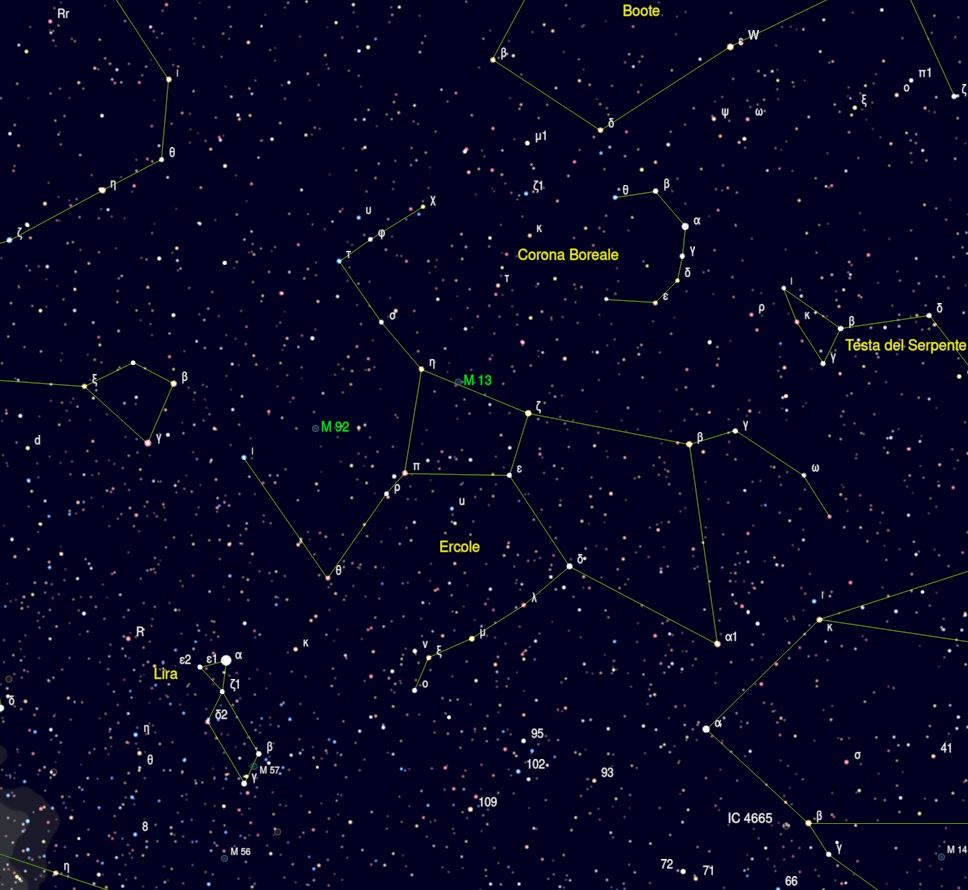 Rr
Boote
ε W
ι
β
π1
ο
ζ
ξ
ψ
ω
δ
μ1
θ
η
ζ1
θ
β
χ
υ
α
ζ
φ
κ
γ
τ
Corona Boreale
δ
τ
ι
ε
ρ
δ
κ
β
σ
Testa del Serpente
γ
η
M 13
ξ
β
ζ
M 92
γ
β
γ
d
ι
π
ε
ω
ρ
υ
Ercole
δ
θ
λ
ι
κ
R
μ
α1
κ
ν
ξ
ε2
ε1
α
Lira
ζ1
ο
δ
δ2
α
η
95
β
41
σ
θ
102
M 57
γ
93
109
IC 4665
β
8
M 56
γ
M 14
η
72
71
66